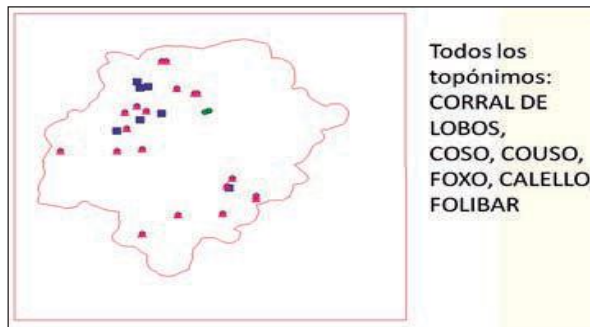 Todos los
topónimos:
CORRAL DE
LOBOS,
COSO, COUSO,
FOXO, CALELLO
FOLIBAR